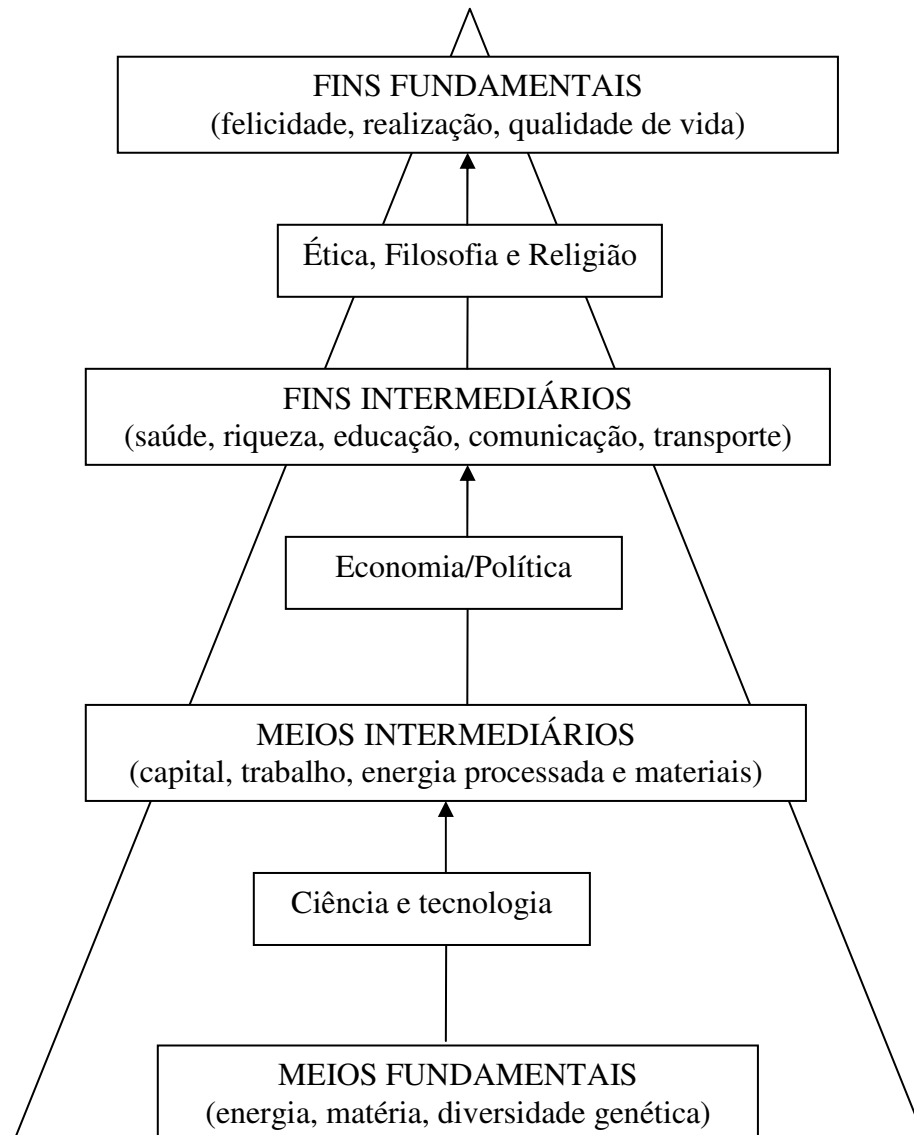 FINS FUNDAMENTAIS
(felicidade, realização, qualidade de vida)
Ética, Filosofia e Religião
FINS INTERMEDIÁRIOS
(saúde, riqueza, educação, comunicação, transporte)
Economia/Política
MEIOS INTERMEDIÁRIOS
(capital, trabalho, energia processada e materiais)
Ciência e tecnologia
MEIOS FUNDAMENTAIS
(energia, matéria, diversidade genética)